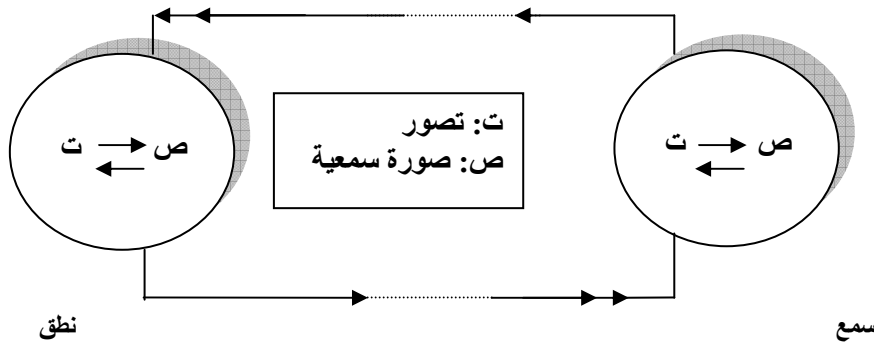 ص ت
ت: تصور
ص: صورة سمعية
ص ت
سمع
نطق